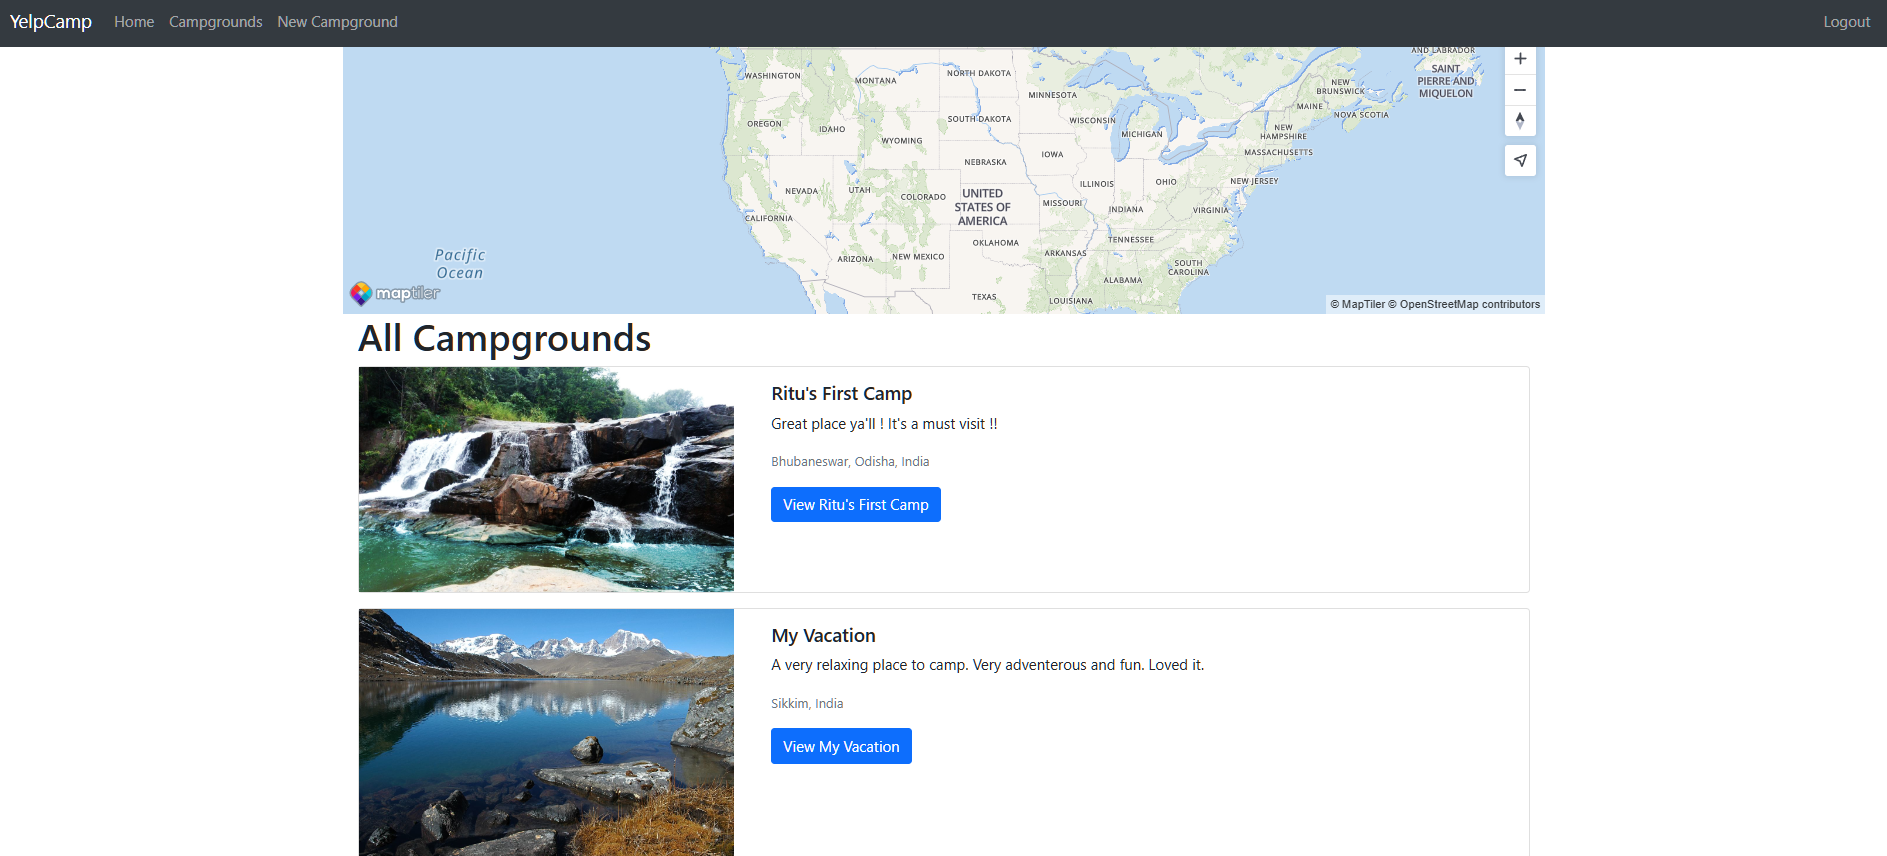 YelpCamp Home Campgrounds New Campground Logout
AND LABRADOR
SAINT
PIERRE AND
MIQUELON
WASHINGTON
MONTANA
NORTH DAKOTA
MINNESOTA
NEW
BRUNSWICK
MAINE
NOVA SCOTIA
OREGON
IDAHO
SOUTH DAKOTA
WISCONSIN
MICHIGAN
NEW
HAMPSHIRE
WYOMING
MASSACHUSETTS
NEBRASKA
IOWA
NEVADA
UTAH
COLORADO
UNITED
STATES OF
AMERICA
ILLINOIS
OHIO
NEW JERSEY
MISSOURI
INDIANA
VIRGINIA
CALIFORNIA
OKLAHOMA
TENNESSEE
ARKANSAS
ARIZONA
NEW MEXICO
SOUTH
CAROLINA
ALABAMA
Pacific
Ocean
TEXAS
LOUISIANA
maptiler
© MapTiler © OpenStreetMap contributors
All Campgrounds
Ritu's First Camp
Great place ya'll ! It's a must visit !!
Bhubaneswar, Odisha, India
View Ritu's First Camp
My Vacation
A very relaxing place to camp. Very adventerous and fun. Loved it.
Sikkim, India
View My Vacation